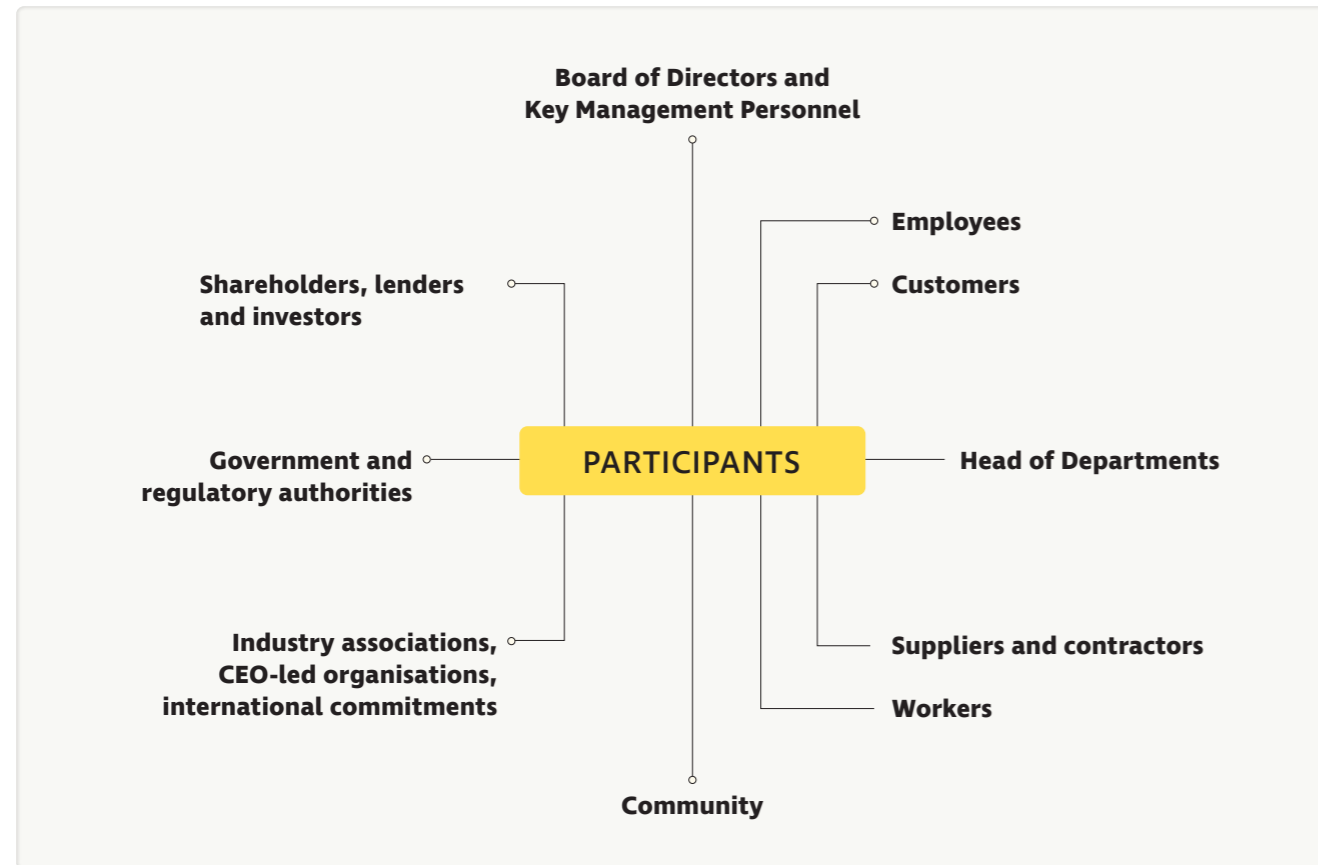 Board of Directors and
Key Management Personnel
Employees
Shareholders, lenders
and investors
Customers
Government and
regulatory authorities
PARTICIPANTS
Head of Departments
Industry associations,
CEO-led organisations,
international commitments
Suppliers and contractors
Workers
Community